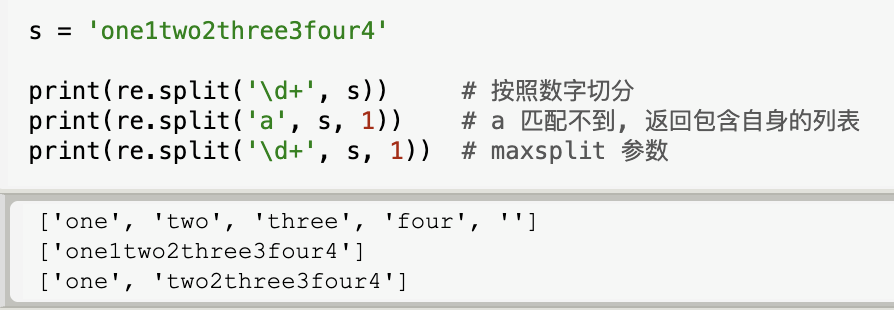 s = 'one1two2three3four4'
print(re.split('\d+', s))     # 按照数字切分
print(re.split('a', s, 1))    # a 匹配不到, 返回包含自身的列表
print(re.split('\d+', s, 1))  # maxsplit 参数
['one', 'two', 'three', 'four', '']
['one1two2three3four4']
['one', 'two2three3four4']